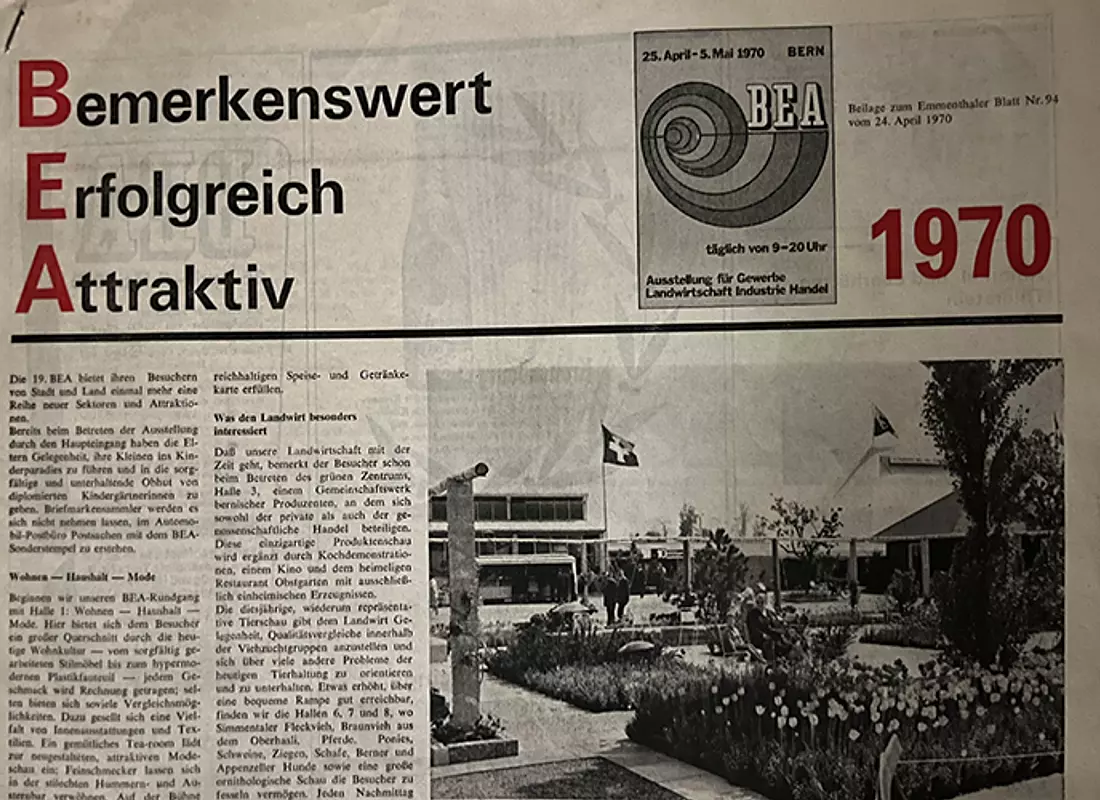 Bemerkenswert
Erfolgreich
Attraktiv
25. April - 5. Mai 1970 BERN
BEA
täglich von 9-20 Uhr
Ausstellung für Gewerbe
Landwirtschaft Industrie Handel
Beilage zum Emmenthaler Blatt Nr. 94
vom 24. April 1970
1970
Die 19. BEA bietet ihren Besuchern
von Stadt und Land einmal mehr eine
Reihe neuer Sektoren und Attraktio-
nen.
Bereits beim Betreten der Ausstellung
durch den Haupteingang haben die El-
tern Gelegenheit, ihre Kleinen ins Kin-
derparadies zu führen und in die sorg-
fältige und unterhaltende Obhut von
diplomierten Kindergärtnerinnen zu
geben. Briefmarkensammler werden es
sich nicht nehmen lassen, im Automo-
bil-Postbüro Postsachen mit dem BEA-
Sonderstempel zu erstehen.
Wohnen — Haushalt — Mode
Beginnen wir unseren BEA-Rundgang
mit Halle 1: Wohnen — Haushalt —
Mode. Hier bietet sich dem Besucher
ein großer Querschnitt durch die heu-
tige Wohnkultur — vom sorgfältig ge-
arbeiteten Stilmöbel bis zum hypermo-
dernen Plastikfauteuil — jedem Ge-
schmack wird Rechnung getragen; sel-
ten bieten sich soviele Vergleichsmög-
lichkeiten. Dazu gesellt sich eine Viel-
falt von Innenausstattungen und Tex-
tilien. Ein gemütliches Tea-room lädt
zur neugestalteten, attraktiven Mode-
schau ein; Feinschmecker lassen sich
in der stilechten Hummern- und Au-
sternbar verwöhnen. Auf der Bühne
reichhaltigen Speise- und Getränke-
karte erfüllen.
Was den Landwirt besonders
interessiert
Daß unsere Landwirtschaft mit der
Zeit geht, bemerkt der Besucher schon
beim Betreten des grünen Zentrums,
Halle 3, einem Gemeinschaftswerk
bernischer Produzenten, an dem sich
sowohl der private als auch der ge-
nossenschaftliche Handel beteiligen.
Diese einzigartige Produktenschau
wird ergänzt durch Kochdemonstratio-
nen, einem Kino und dem heimeligen
Restaurant Obstgarten mit ausschließ-
lich einheimischen Erzeugnissen.
Die diesjährige, wiederum repräsenta-
tive Tierschau gibt dem Landwirt Ge-
legenheit, Qualitätsvergleiche innerhalb
der Viehzuchtgruppen anzustellen und
sich über viele andere Probleme der
heutigen Tierhaltung zu orientieren
und zu unterhalten. Etwas erhöht, über
eine bequeme Rampe gut erreichbar,
finden wir die Hallen 6, 7 und 8, wo
Simmentaler Fleckvieh, Braunvieh aus
dem Oberhasli, Pferde, Ponies,
Schweine, Ziegen, Schafe, Berner und
Appenzeller Hunde sowie eine große
ornithologische Schau die Besucher zu
fesseln vermögen. Jeden Nachmittag